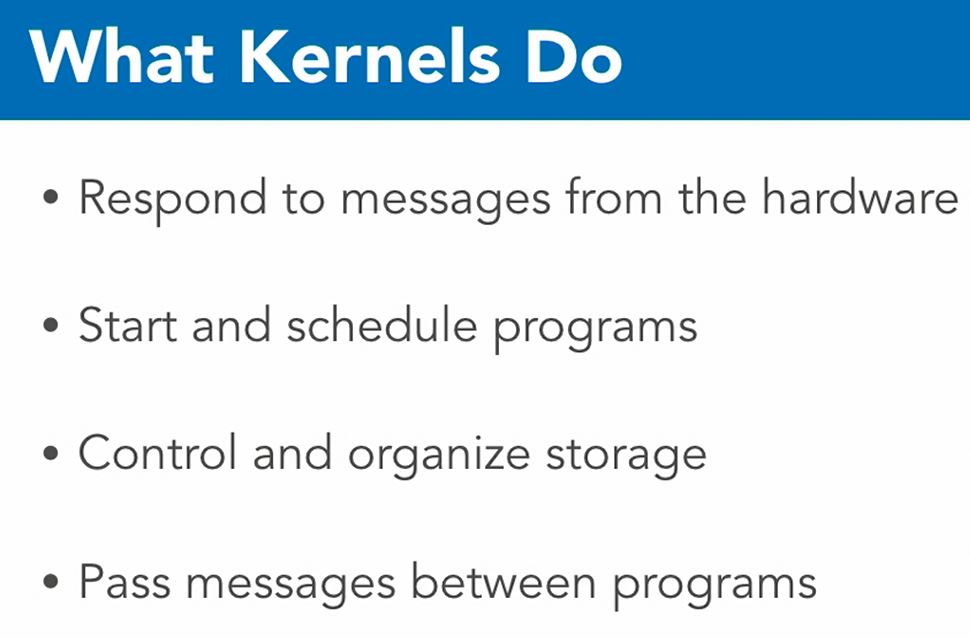 What Kernels Do
• Respond to messages from the hardware
• Start and schedule programs
• Control and organize storage
• Pass messages between programs